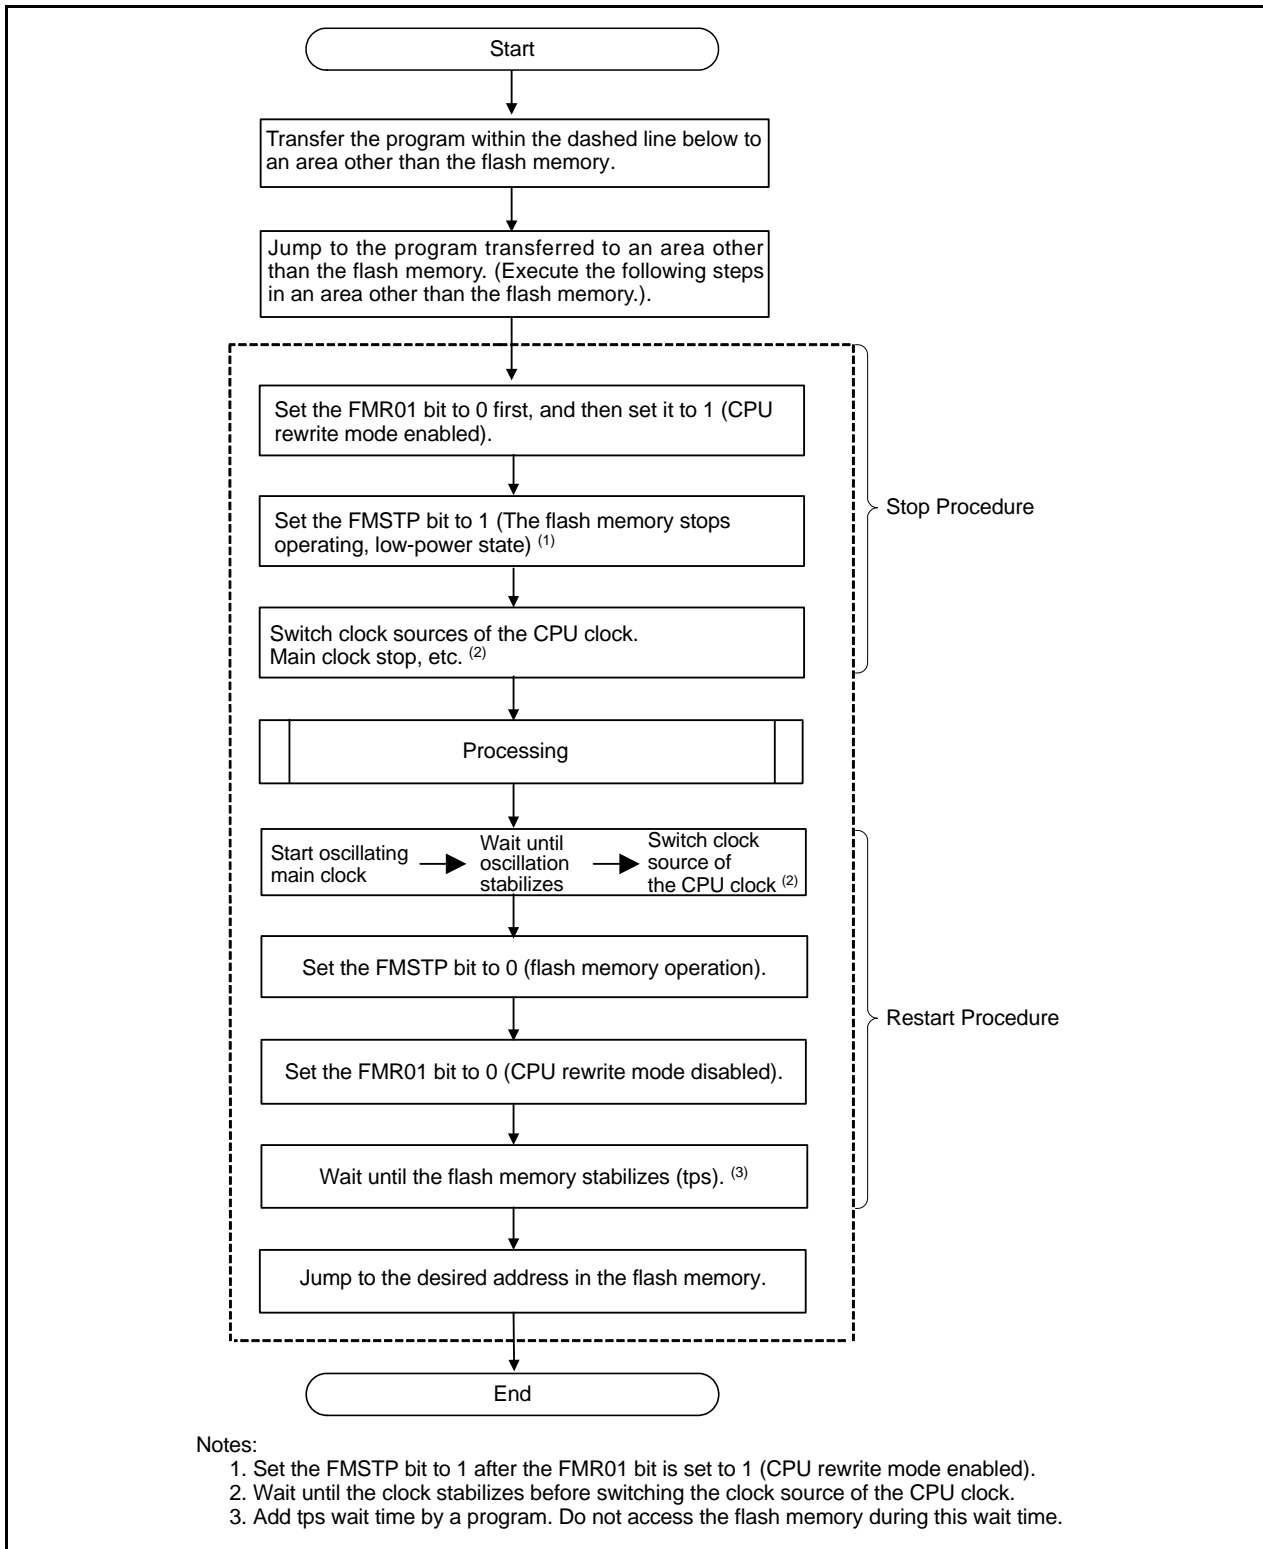 Start
Transfer the program within the dashed line below to
an area other than the flash memory.
Jump to the program transferred to an area other
than the flash memory. (Execute the following steps
in an area other than the flash memory.).
Set the FMR01 bit to 0 first, and then set it to 1 (CPU
rewrite mode enabled).
Set the FMSTP bit to 1 (The flash memory stops
operating, low-power state) (1)
Switch clock sources of the CPU clock.
Main clock stop, etc. (2)
Stop Procedure
Processing
Start oscillating
main clock
Wait until
oscillation
stabilizes
Switch clock
source of
the CPU clock (2)
Set the FMSTP bit to 0 (flash memory operation).
Set the FMR01 bit to 0 (CPU rewrite mode disabled).
Wait until the flash memory stabilizes (tps). (3)
Restart Procedure
Jump to the desired address in the flash memory.
End
Notes:
1. Set the FMSTP bit to 1 after the FMR01 bit is set to 1 (CPU rewrite mode enabled).
2. Wait until the clock stabilizes before switching the clock source of the CPU clock.
3. Add tps wait time by a program. Do not access the flash memory during this wait time.